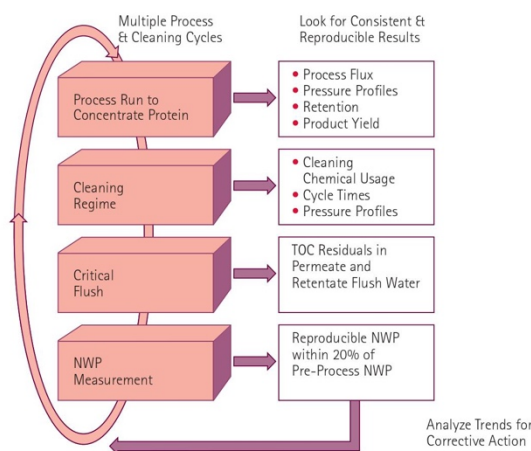 Multiple Process
& Cleaning Cycles
Look for Consistent &
Reproducible Results
Process Run to
Concentrate Protein
• Process Flux
• Pressure Profiles
• Retention
• Product Yield
Cleaning
Regime
• Cleaning
Chemical Usage
• Cycle Times
• Pressure Profiles
Critical
Flush
TOC Residuals in
Permeate and
Retentate Flush Water
NWP
Measurement
Reproducible NWP
within 20% of
Pre-Process NWP
Analyze Trends for
Corrective Action